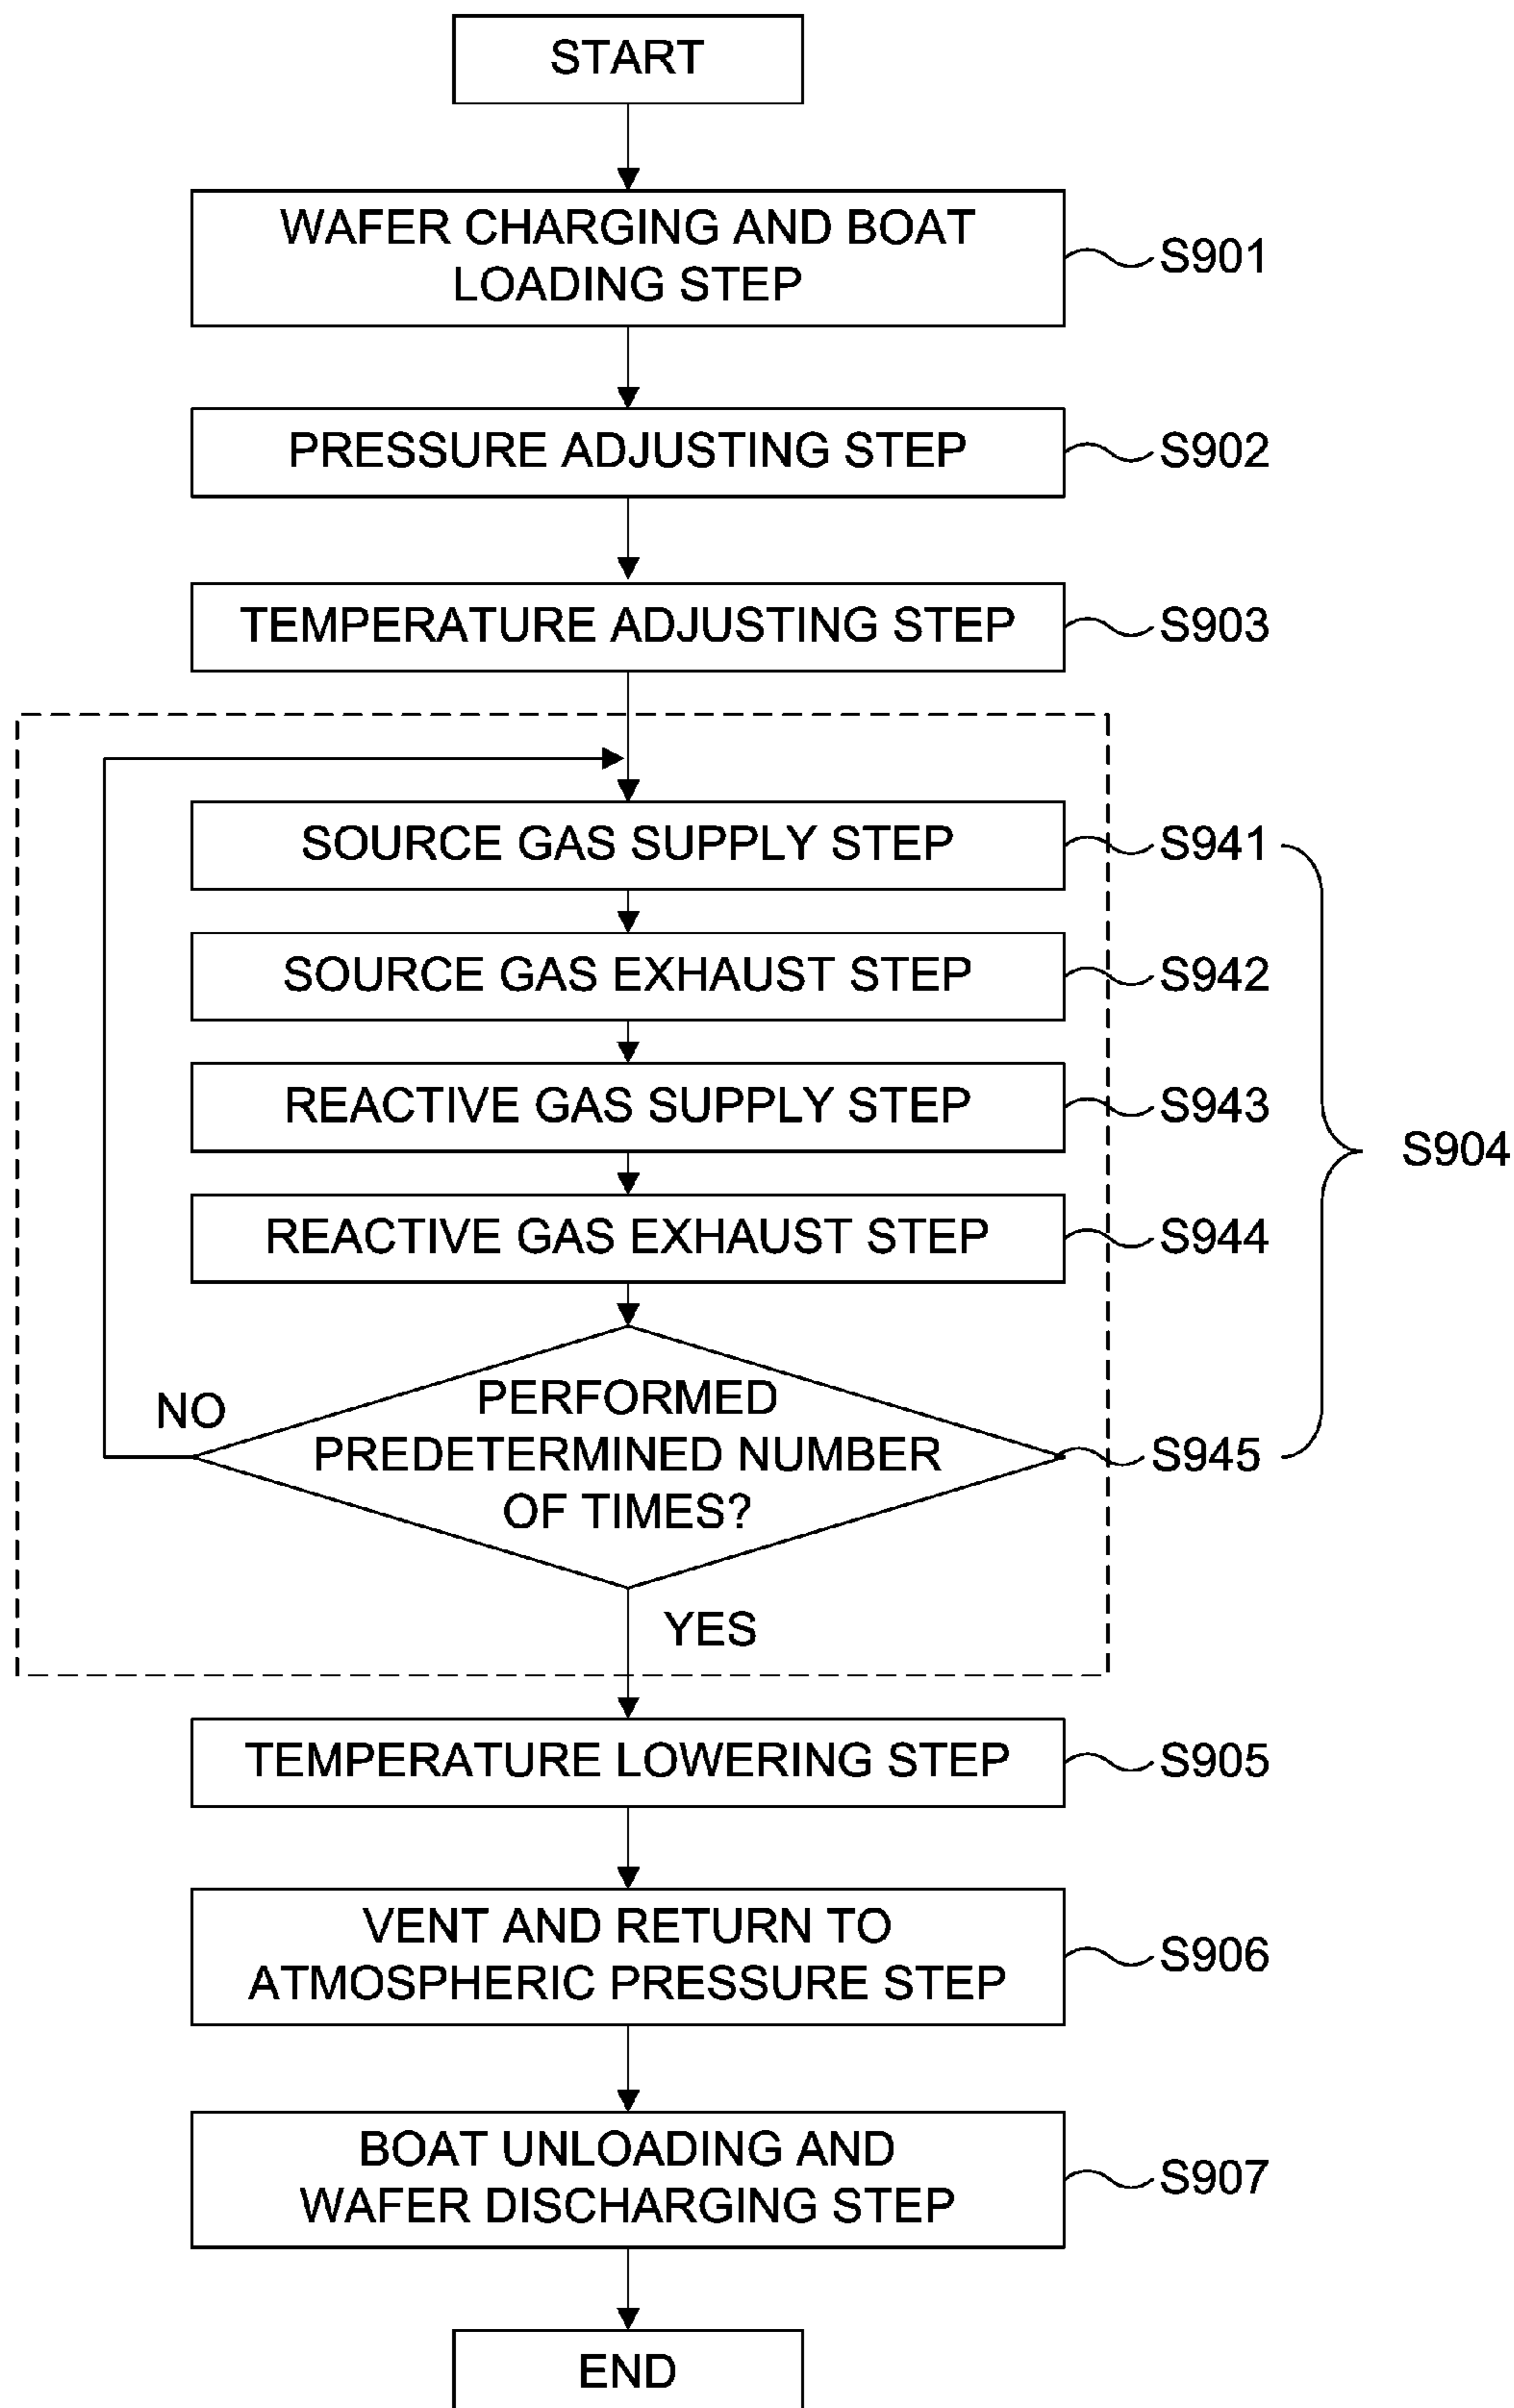 START
WAFER CHARGING AND BOAT
LOADING STEP
S901
PRESSURE ADJUSTING STEP
S902
TEMPERATURE ADJUSTING STEP
S903
SOURCE GAS SUPPLY STEP
S941
SOURCE GAS EXHAUST STEP
S942
REACTIVE GAS SUPPLY STEP
S943
S904
REACTIVE GAS EXHAUST STEP
S944
NO
PERFORMED
PREDETERMINED NUMBER
OF TIMES?
S945
YES
TEMPERATURE LOWERING STEP
S905
VENT AND RETURN TO
ATMOSPHERIC PRESSURE STEP
S906
BOAT UNLOADING AND
WAFER DISCHARGING STEP
S907
END